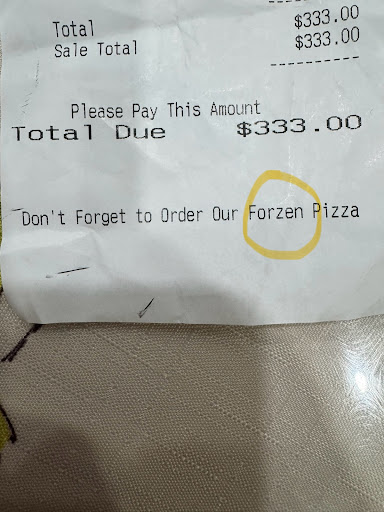 Total $333.00
Sale Total $333.00
Please Pay This Amount
Total Due $333.00
Don't Forget to Order Our Forzen Pizza